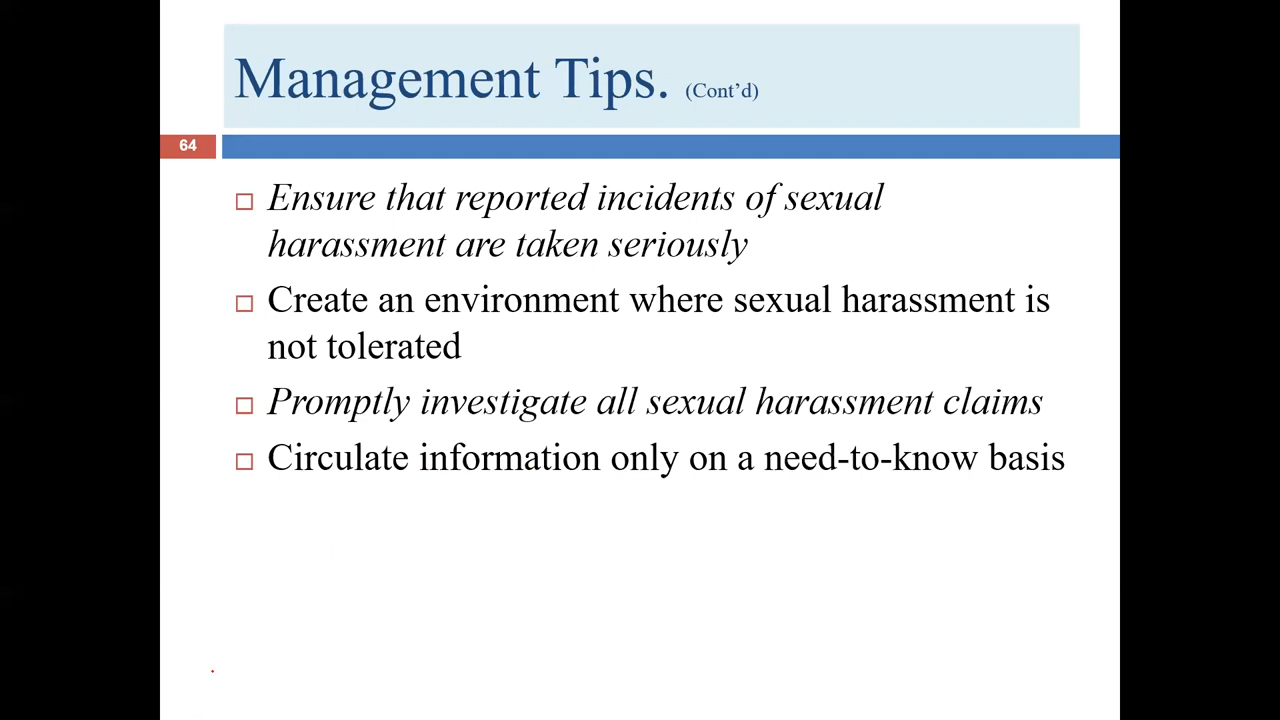 Management Tips. (Cont’d)
64
Ensure that reported incidents of sexual
harassment are taken seriously
Create an environment where sexual harassment is
not tolerated
Promptly investigate all sexual harassment claims
Circulate information only on a need-to-know basis